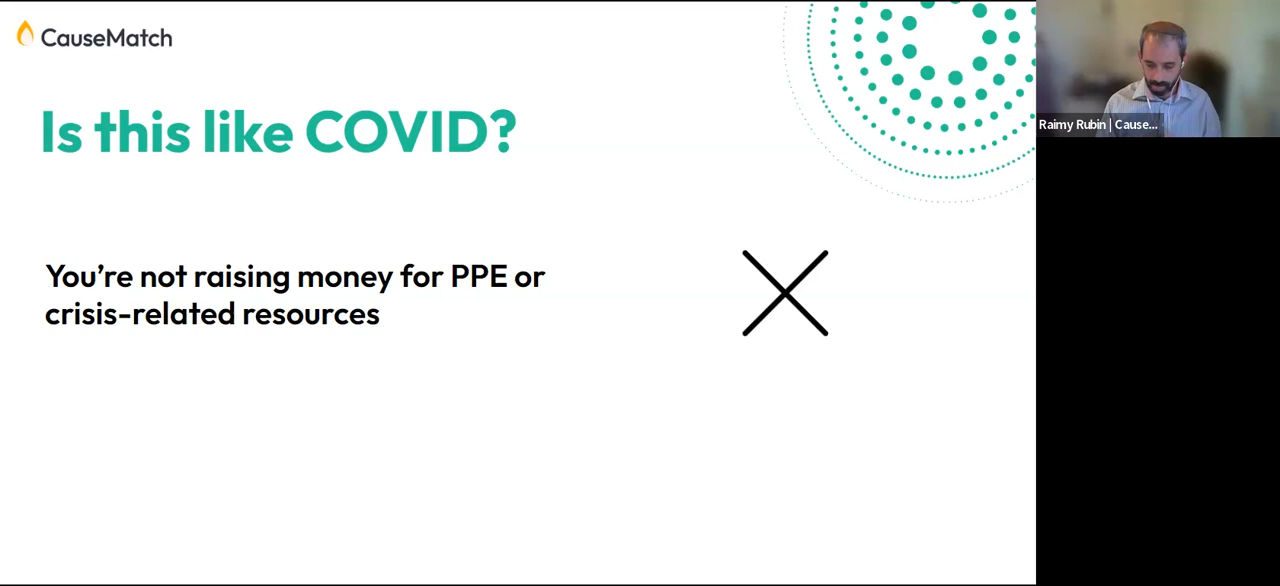 CauseMatch
Is this like COVID?
You’re not raising money for PPE or
crisis-related resources
Raimy Rubin | Cause...